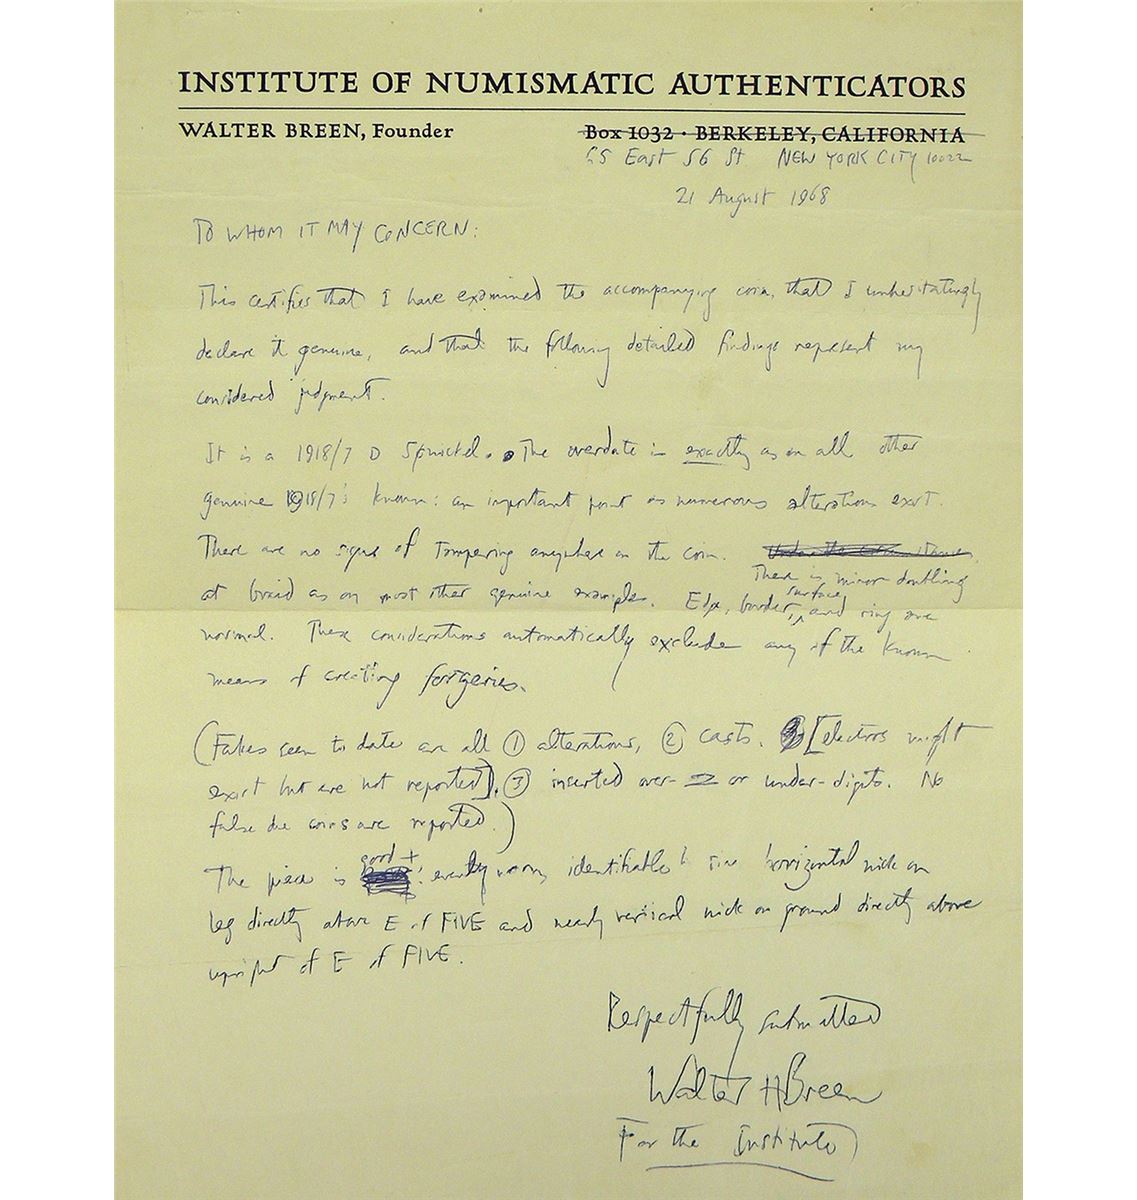 INSTITUTE OF NUMISMATIC AUTHENTICATORS
WALTER BREEN, Founder
Box 1032 · BERKELEY, CALIFORNIA
65 East 56 St NEW YORK CITY 10022
21 August 1968
TO WHOM IT MAY CONCERN:
This certifies that I have examined the accompanying coin, that I unhesitatingly
declare it genuine, and that the following detailed findings represent my
considered judgment.
It is a 1918/7 D 5¢ nickel. The overdate is exactly as on all other
genuine 1918/7's known: an important point as numerous alterations exist.
There are no signs of tampering anywhere on the coin.
There is minor doubling
at braid as on most other genuine examples. Edge, border, surface, and ring are
normal. These considerations automatically exclude any of the known
means of creating forgeries.
(Fakes seen to date are all ① alterations, ② casts. [electros might
exist but are not reported], ③ inserted over- or under-digits. No
false die coins are reported.)
The piece is good +: evenly worn, identifiable by horizontal nick on
leg directly above E of FIVE and nearly vertical nick on ground directly above
upright of E of FIVE.
Respectfully submitted
Walter H Breen
For the Institute